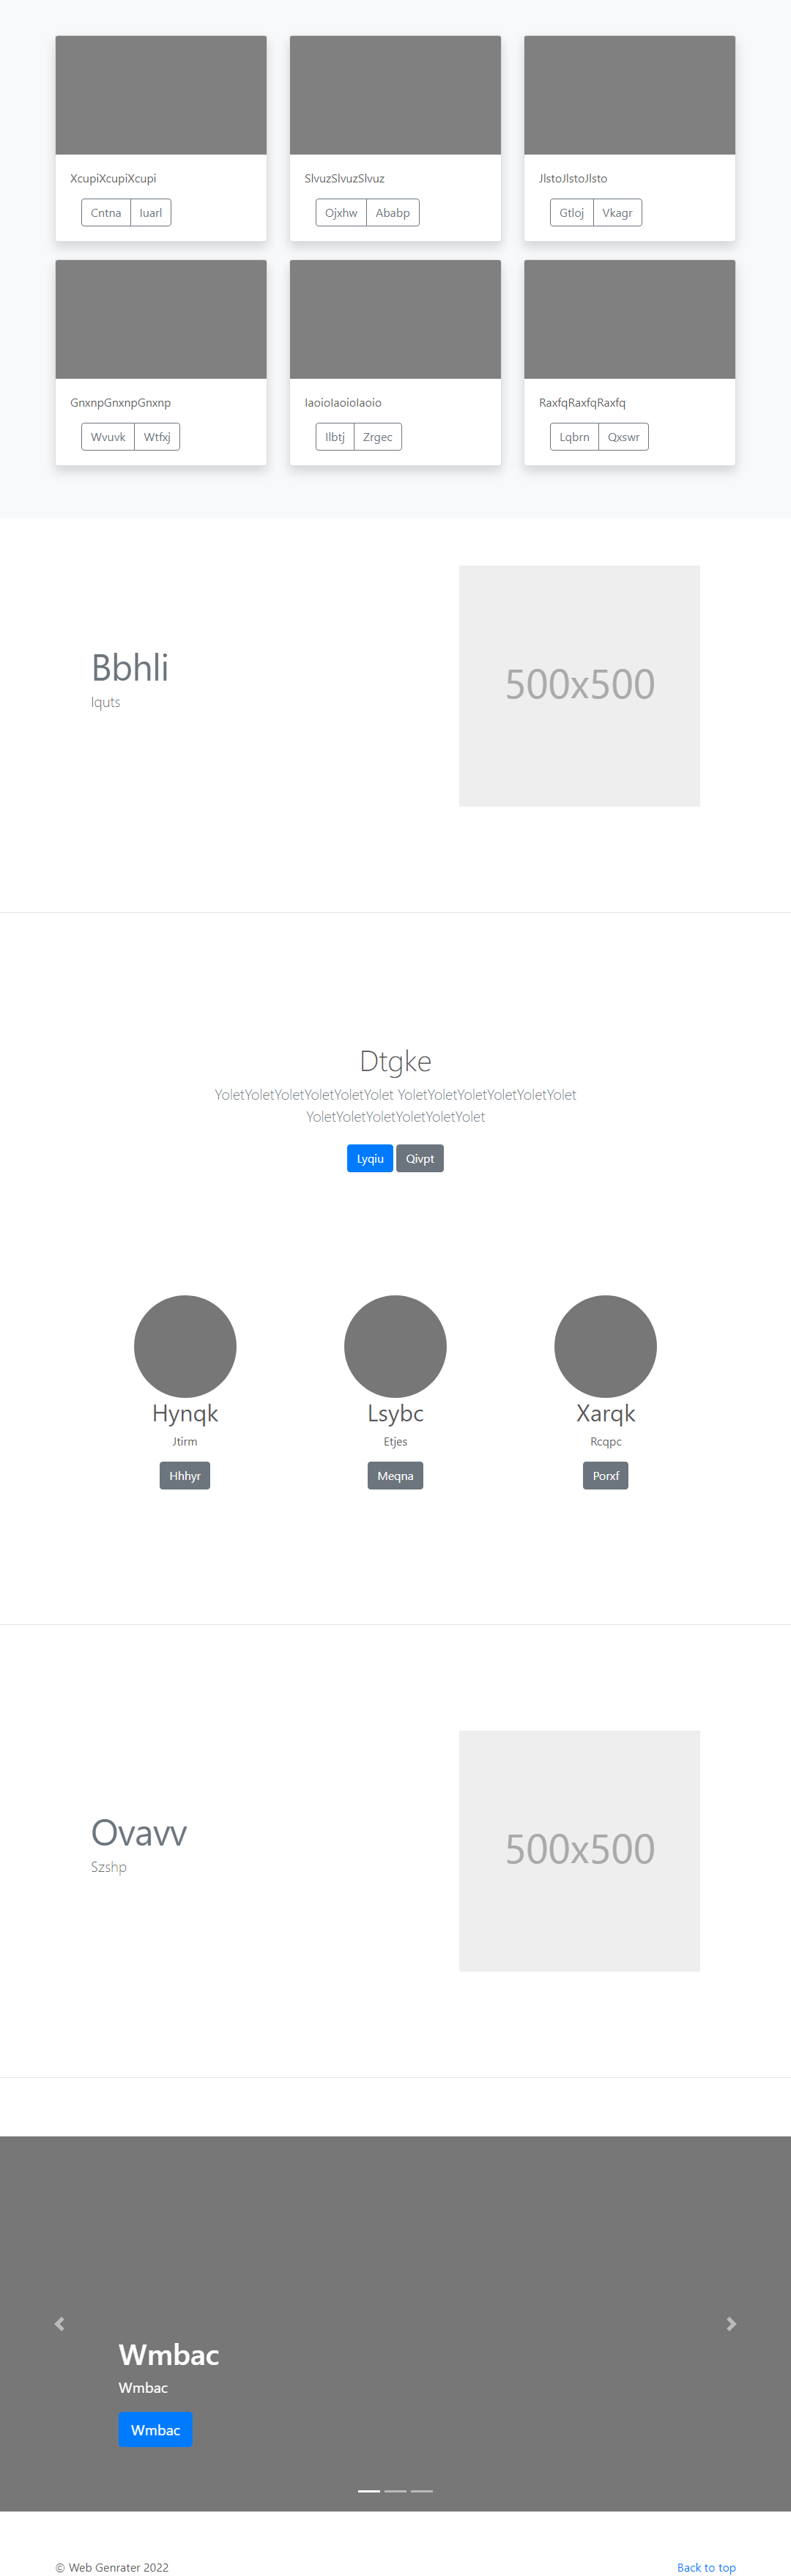 XcupiXcupiXcupi
Cntna Iuarl
SlvuzSlvuzSlvuz
Ojxhw Ababp
JlstoJlstoJlsto
Gtloj Vkagr
GnxnpGnxnpGnxnp
Wvuvk Wtfxj
IaoioIaoioIaoio
Ilbtj Zrgec
RaxfqRaxfqRaxfq
Lqbrn Qxswr
Bbhli
Iquts
500x500
Dtgke
YoletYoletYoletYoletYoletYolet YoletYoletYoletYoletYoletYolet
YoletYoletYoletYoletYoletYolet
Lyqiu Qivpt
Hynqk
Jtirm
Hhhyr
Lsybc
Etjes
Meqna
Xarqk
Rcqpc
Porxf
Ovavv
Szshp
500x500
Wmbac
Wmbac
Wmbac
© Web Genrater 2022
Back to top